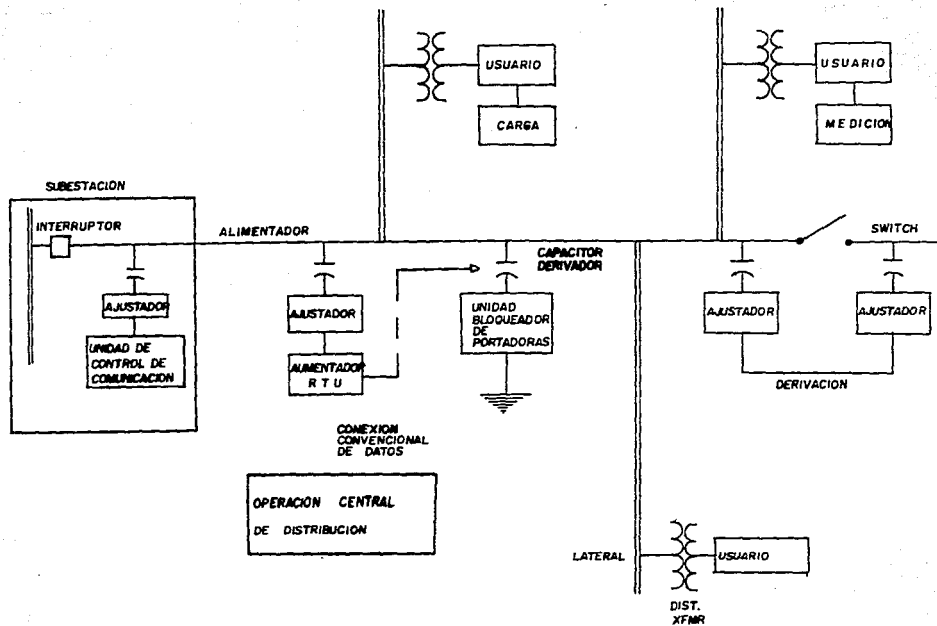 USUARIO
CARGA
USUARIO
MEDICION
SUBESTACION
INTERRUPTOR
ALIMENTADOR
CAPACITOR
DERIVADOR
SWITCH
AJUSTADOR
UNIDAD DE
CONTROL DE
COMUNICACION
AJUSTADOR
AUMENTADOR
RTU
UNIDAD
BLOQUEADOR
DE
PORTADORAS
AJUSTADOR
AJUSTADOR
DERIVACION
CONEXION
CONVENCIONAL
DE DATOS
OPERACION CENTRAL
DE DISTRIBUCION
LATERAL
USUARIO
DIST.
XFMR